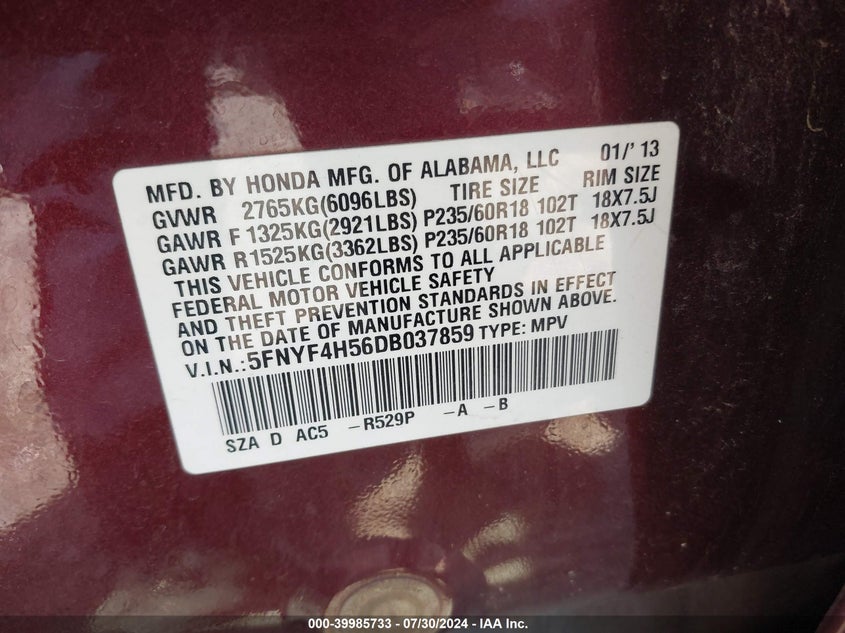 MFD. BY HONDA MFG. OF ALABAMA, LLC 01/'13
GVWR 2765KG(6096LBS) TIRE SIZE RIM SIZE
GAWR F 1325KG(2921LBS) P235/60R18 102T 18X7.5J
GAWR R1525KG(3362LBS) P235/60R18 102T 18X7.5J
THIS VEHICLE CONFORMS TO ALL APPLICABLE
FEDERAL MOTOR VEHICLE SAFETY
AND THEFT PREVENTION STANDARDS IN EFFECT
ON THE DATE OF MANUFACTURE SHOWN ABOVE.
V.I.N.:5FNYF4H56DB037859 TYPE: MPV
SZA D AC5 -R529P -A -B
000-39985733 / 07/30/2024 - IAA Inc.